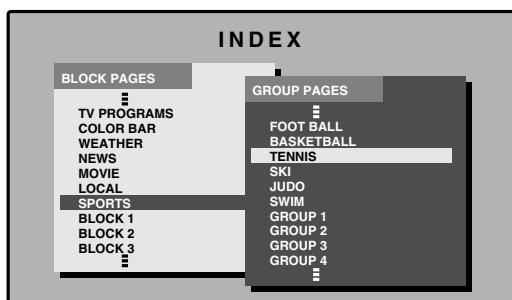 INDEX
BLOCK PAGES
TV PROGRAMS
COLOR BAR
WEATHER
NEWS
MOVIE
LOCAL
SPORTS
BLOCK 1
BLOCK 2
BLOCK 3
GROUP PAGES
FOOT BALL
BASKETBALL
TENNIS
SKI
JUDO
SWIM
GROUP 1
GROUP 2
GROUP 3
GROUP 4